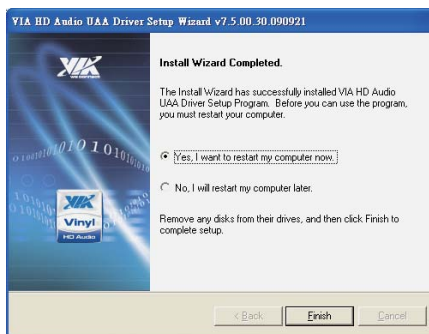 VIA HD Audio UAA Driver Setup Wizard v7.5.00.30.090921
VIA
Install Wizard Completed.
The Install Wizard has successfully installed VIA HD Audio
UAA Driver Setup Program. Before you can use the program,
you must restart your computer.
Yes, I want to restart my computer now.
No, I will restart my computer later.
Remove any disks from their drives, and then click Finish to
complete setup.
VIA
Vinyl
HD Audio
< Back
Finish
Cancel